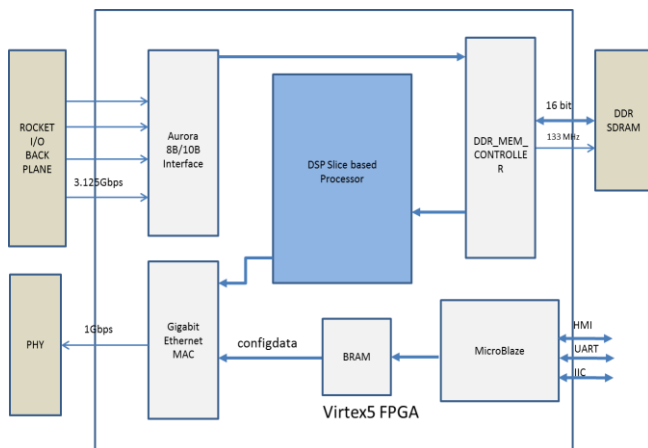 ROCKET
I/O
BACK
PLANE
3.125Gbps
Aurora
8B/10B
Interface
DSP Slice based
Processor
DDR_MEM_
CONTROLLE
R
16 bit
133 MHz
DDR
SDRAM
PHY
1Gbps
Gigabit
Ethernet
MAC
configdata
BRAM
MicroBlaze
HMI
UART
IIC
Virtex5 FPGA